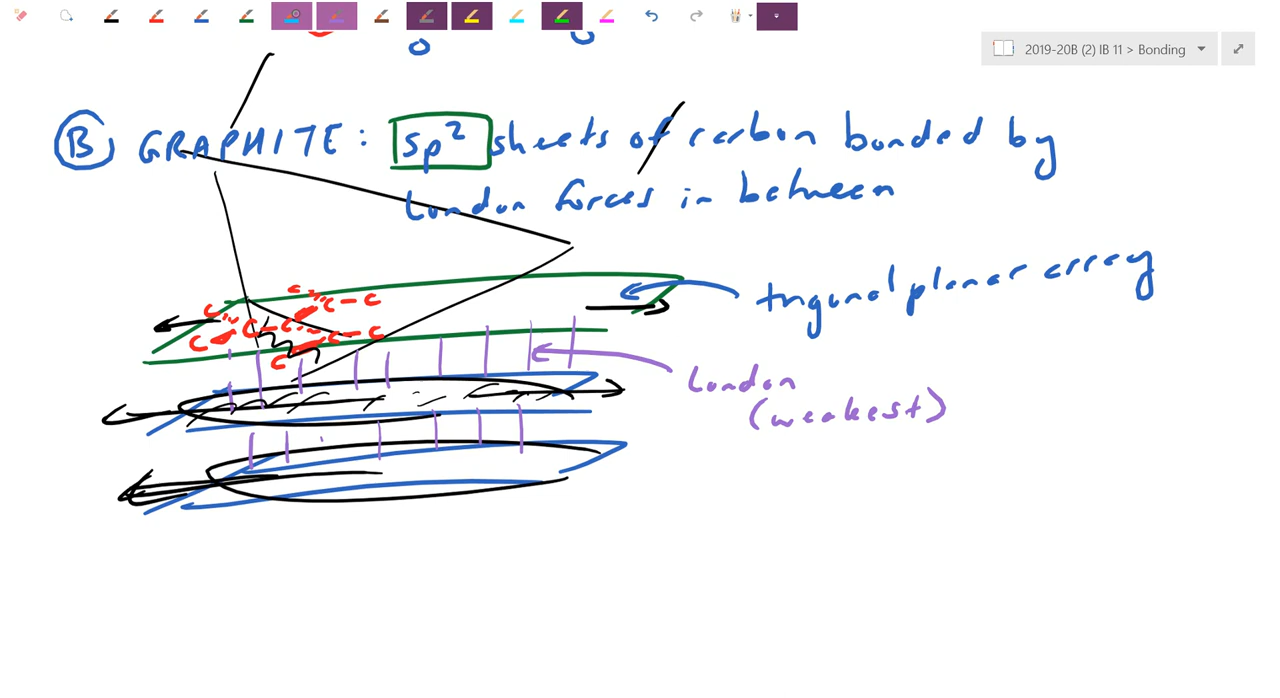 2019-20B (2) IB 11 > Bonding
B GRAPHITE: sp² sheets of carbon bonded by
London forces in between
trigonal planar array
C C - C
C C - C C - C
C C
London
(weakest)